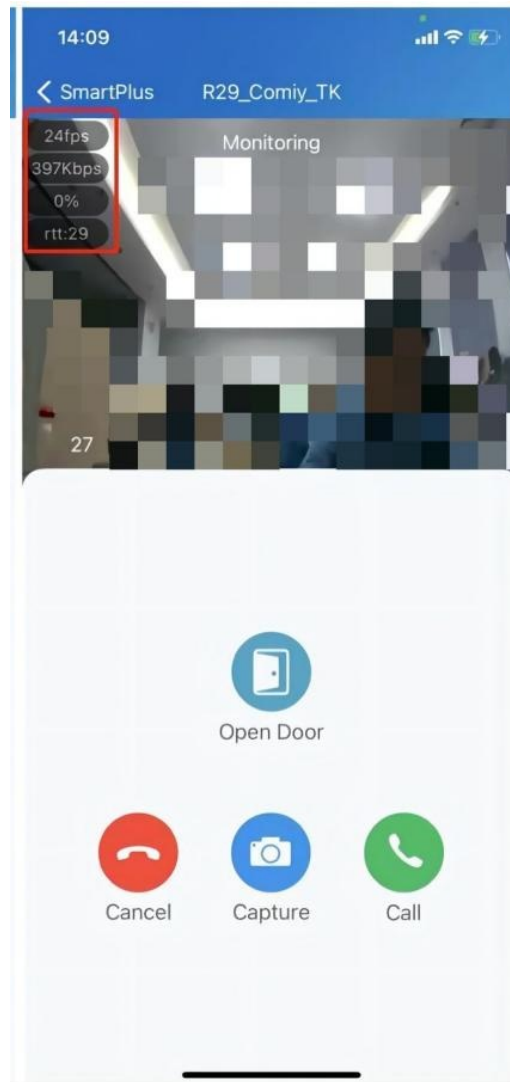 14:09
SmartPlus R29_Comiy_TK
24fps
Monitoring
397Kbps
0%
rtt:29
27
Open Door
Cancel Capture Call